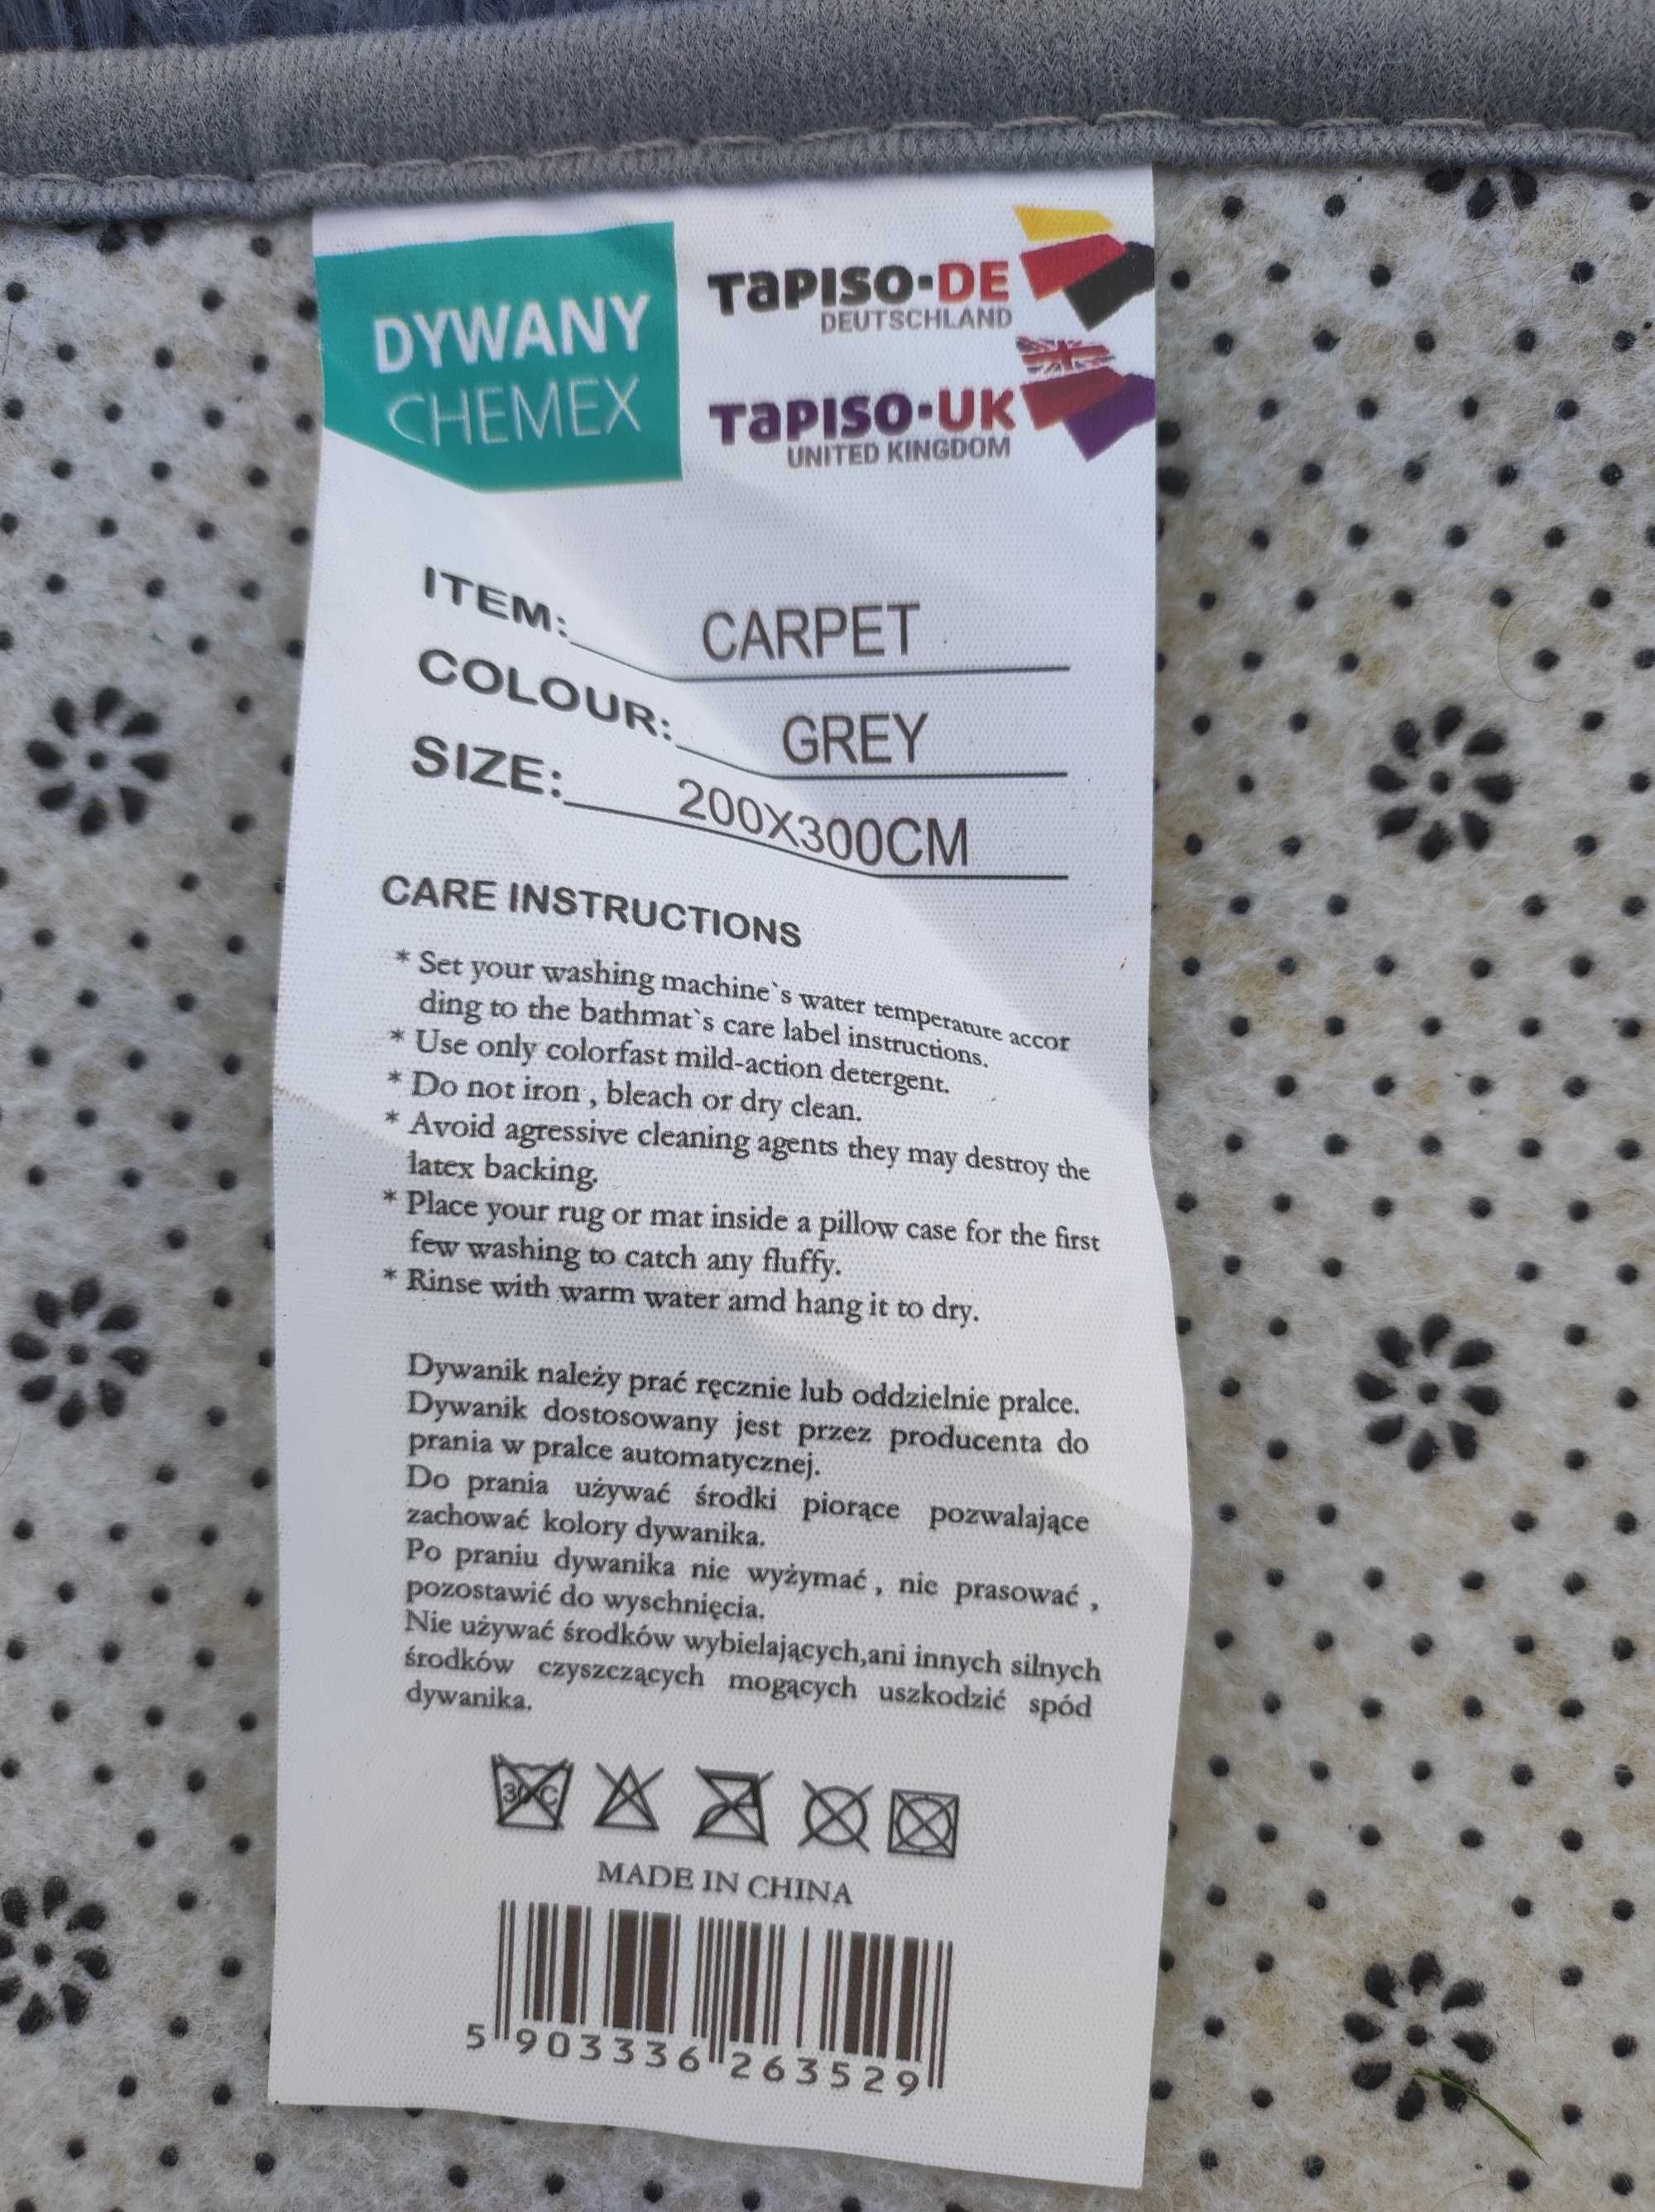 DYWANY
CHEMEX
TaPISO·DE
DEUTSCHLAND
TaPISO·UK
UNITED KINGDOM
ITEM: CARPET
COLOUR: GREY
SIZE: 200X300CM
CARE INSTRUCTIONS
* Set your washing machine`s water temperature accor
ding to the bathmat`s care label instructions.
* Use only colorfast mild-action detergent.
* Do not iron , bleach or dry clean.
* Avoid agressive cleaning agents they may destroy the
latex backing.
* Place your rug or mat inside a pillow case for the first
few washing to catch any fluffy.
* Rinse with warm water amd hang it to dry.
Dywanik należy prać ręcznie lub oddzielnie pralce.
Dywanik dostosowany jest przez producenta do
prania w pralce automatycznej.
Do prania używać środki piorące pozwalające
zachować kolory dywanika.
Po praniu dywanika nie wyżymać , nie prasować ,
pozostawić do wyschnięcia.
Nie używać środków wybielających,ani innych silnych
środków czyszczących mogących uszkodzić spód
dywanika.
30°C
MADE IN CHINA
5 903336 263529